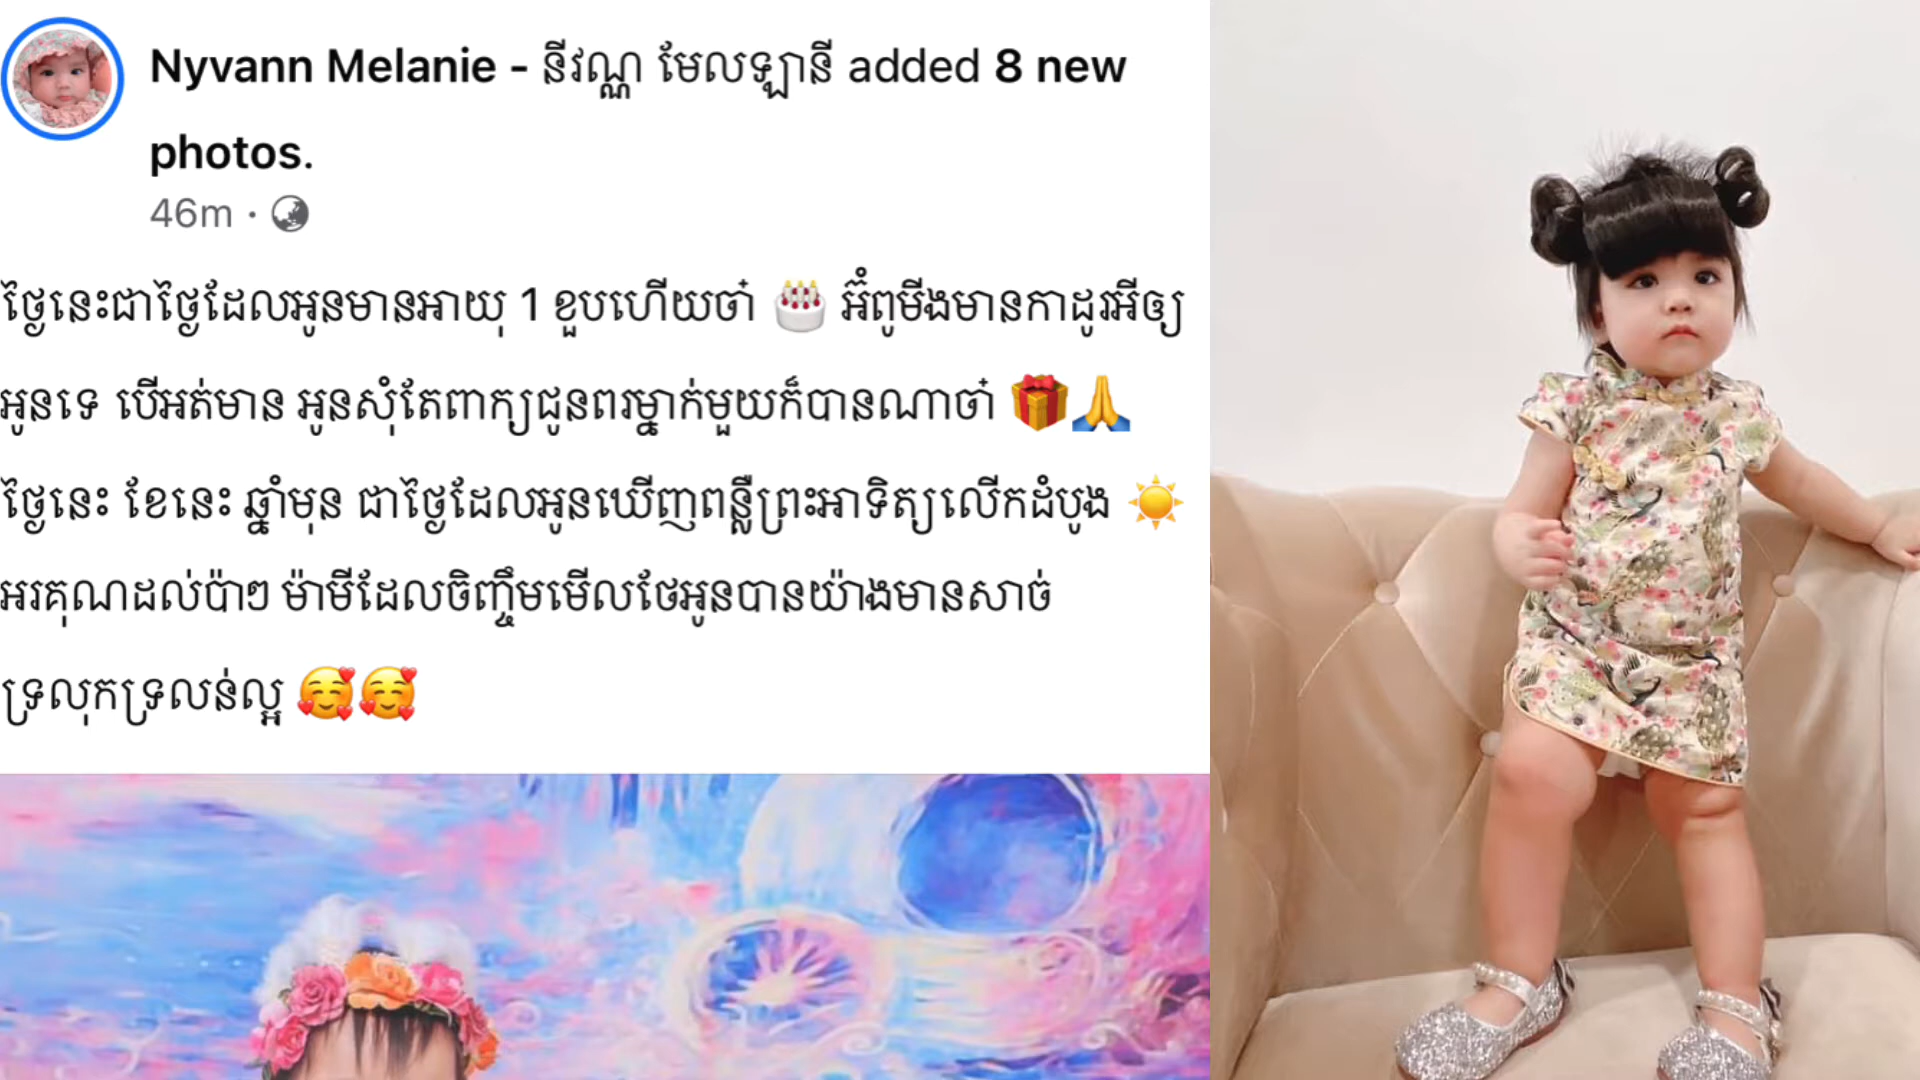 Nyvann Melanie - នីវណ្ណ មែលឡានី added 8 new
photos.
46m ·
ថ្ងៃនេះជាថ្ងៃដែលអូនមានអាយុ 1 ខួបហើយចា៎ 🎂 អ៊ំពូមីងមានកាដូរអីឲ្យ
អូនទេ បើអត់មាន អូនសុំតែពាក្យជូនពរម្នាក់មួយក៏បានណាចា៎ 🎁🙏
ថ្ងៃនេះ ខែនេះ ឆ្នាំមុន ជាថ្ងៃដែលអូនឃើញពន្លឺព្រះអាទិត្យលើកដំបូង ☀️
អរគុណដល់ប៉ាៗ ម៉ាមីដែលចិញ្ចឹមមើលថែអូនបានយ៉ាងមានសាច់
ទ្រលុកទ្រលន់ល្អ 🥰🥰